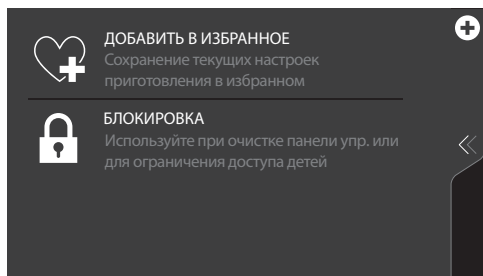 ДОБАВИТЬ В ИЗБРАННОЕ
Сохранение текущих настроек
приготовления в избранном
БЛОКИРОВКА
Используйте при очистке панели упр. или
для ограничения доступа детей